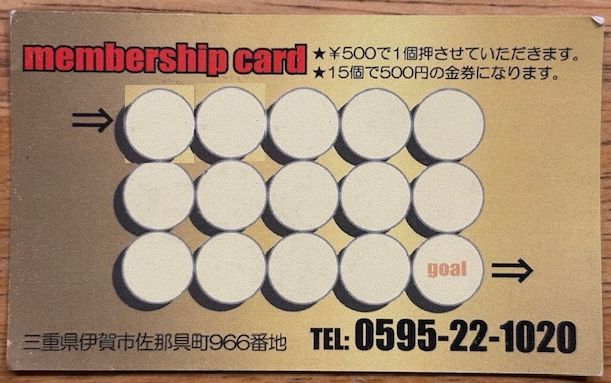 membership card
★¥500で1個押させていただきます。
★15個で500円の金券になります。
goal
三重県伊賀市佐那具町966番地
TEL: 0595-22-1020